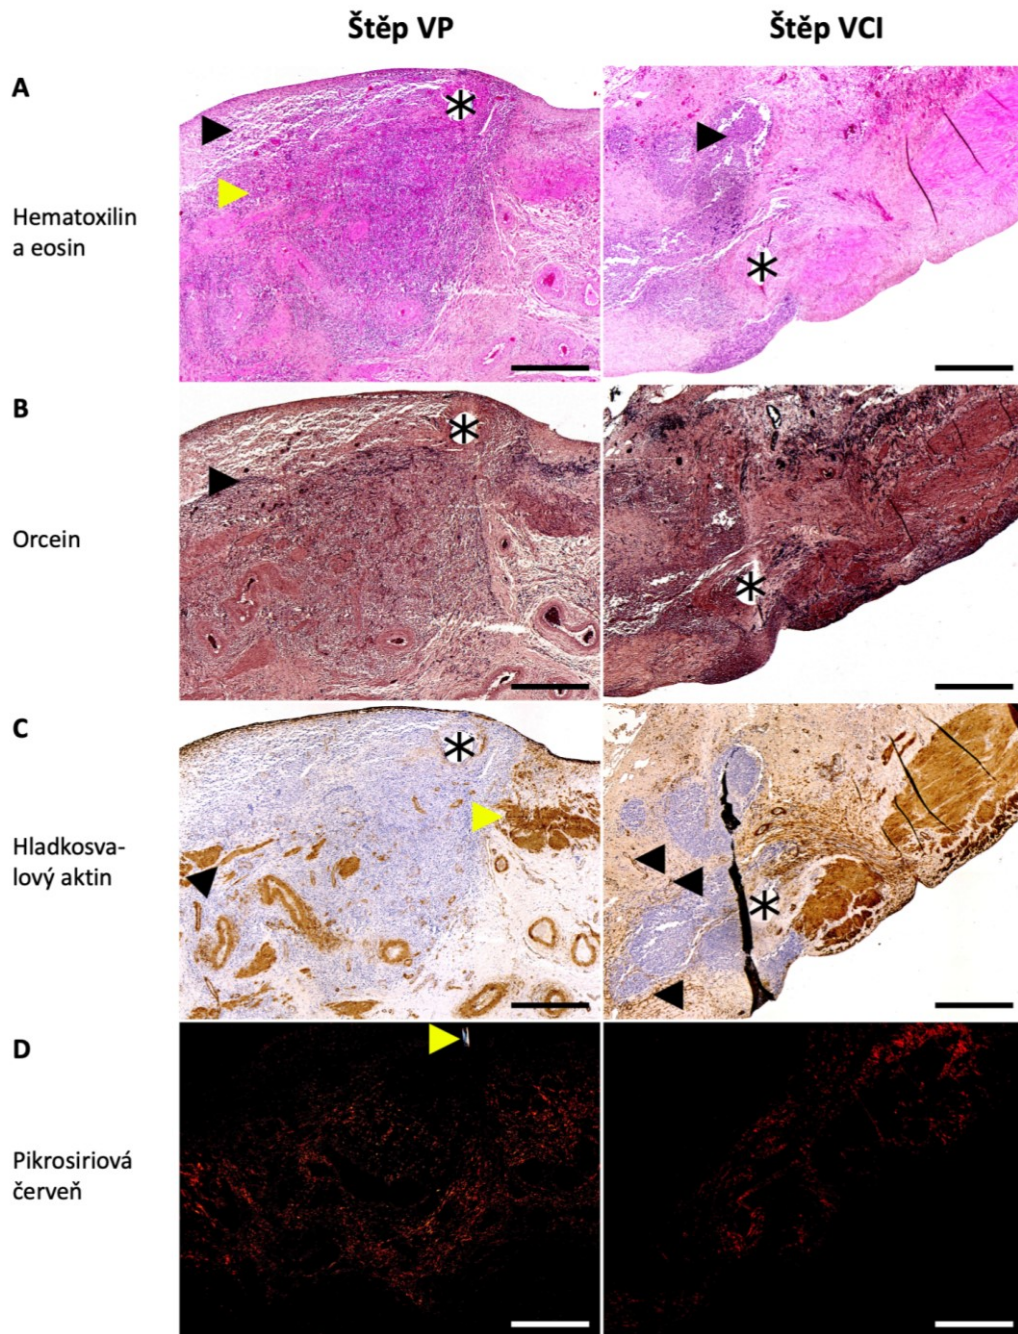 Štěp VP
Štěp VCI
A
Hematoxilin
a eosin
B
Orcein
C
Hladkosva-
lový aktin
D
Pikrosiriová
červeň